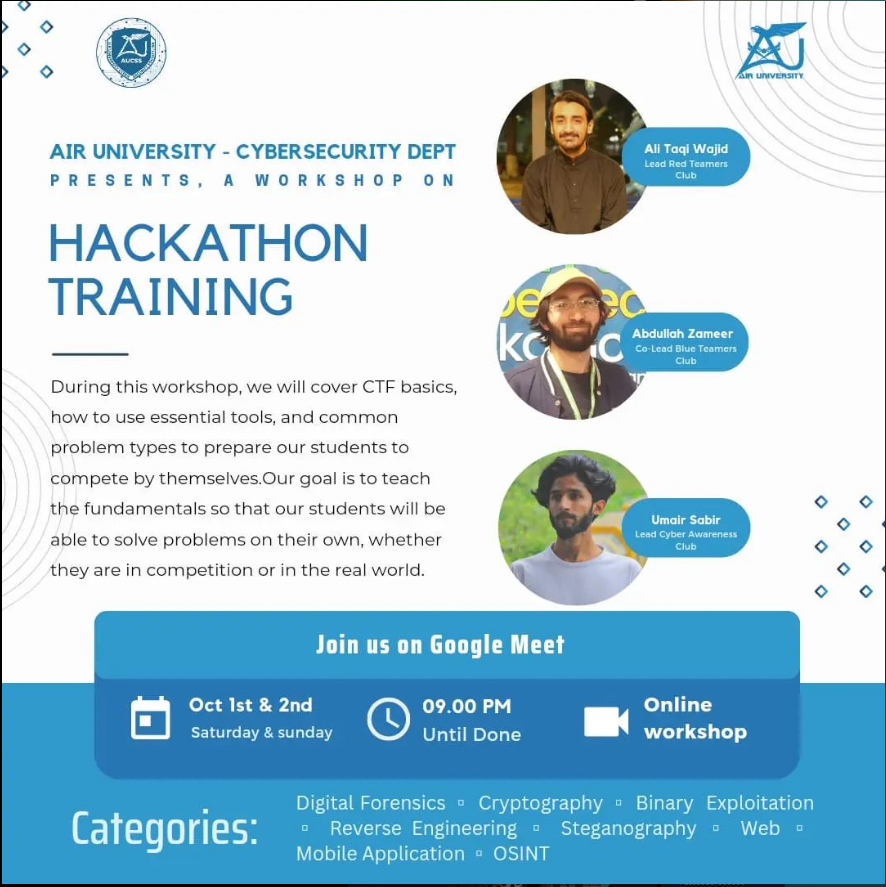 AUCSS
AIR UNIVERSITY
AIR UNIVERSITY - CYBERSECURITY DEPT
PRESENTS, A WORKSHOP ON
HACKATHON
TRAINING
During this workshop, we will cover CTF basics,
how to use essential tools, and common
problem types to prepare our students to
compete by themselves.Our goal is to teach
the fundamentals so that our students will be
able to solve problems on their own, whether
they are in competition or in the real world.
Ali Taqi Wajid
Lead Red Teamers
Club
Abdullah Zameer
Co-Lead Blue Teamers
Club
Umair Sabir
Lead Cyber Awareness
Club
Join us on Google Meet
Oct 1st & 2nd
Saturday & sunday
09.00 PM
Until Done
Online
workshop
Categories:
Digital Forensics ▫ Cryptography ▫ Binary Exploitation
▫ Reverse Engineering ▫ Steganography ▫ Web ▫
Mobile Application ▫ OSINT